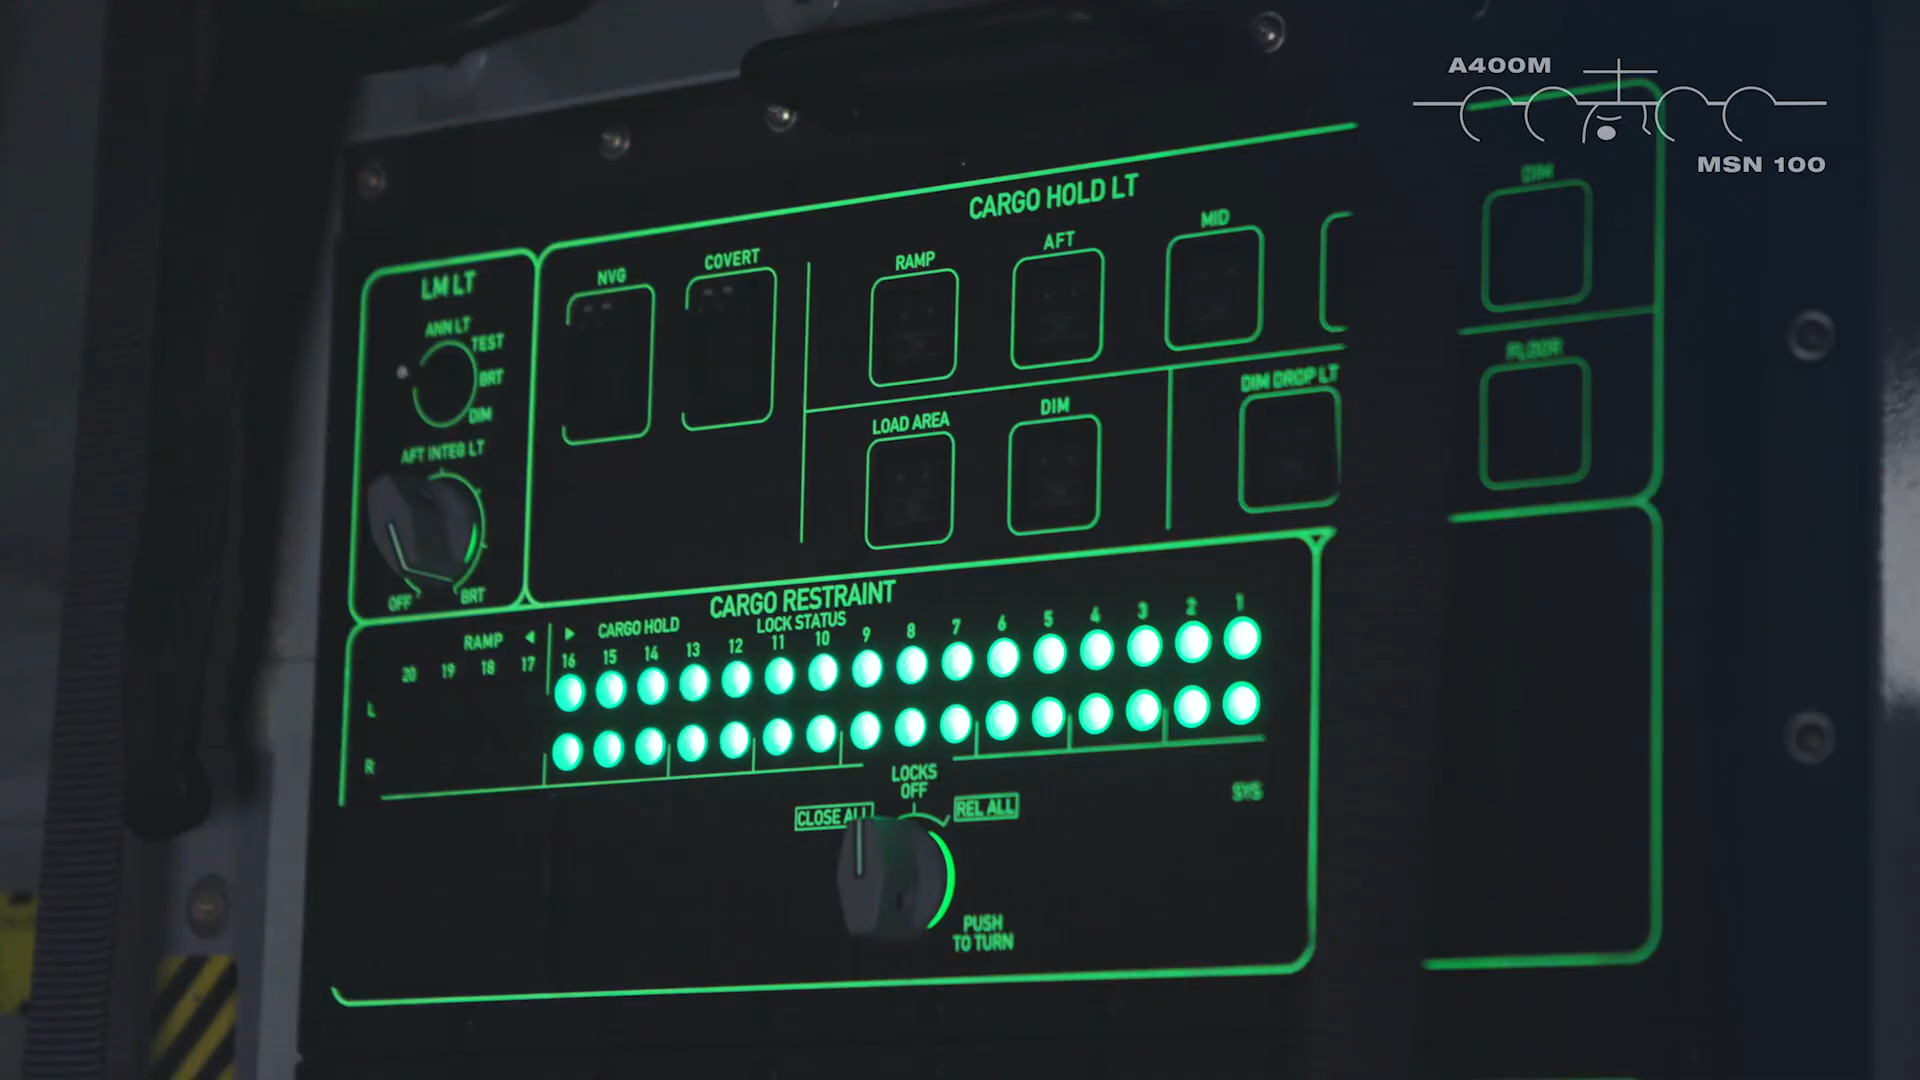 A400M
MSN 100
CARGO HOLD LT
LM LT
ANN LT
TEST
BRT
DIM
AFT INTEG LT
OFF
BRT
NVG
COVERT
RAMP
AFT
MID
DIM
LOAD AREA
DIM
DIM DROP LT
FLOOR
CARGO RESTRAINT
LOCK STATUS
RAMP
CARGO HOLD
20 19 18 17 16 15 14 13 12 11 10 9 8 7 6 5 4 3 2 1
L
R
LOCKS
OFF
CLOSE ALL
REL ALL
SYS
PUSH
TO TURN